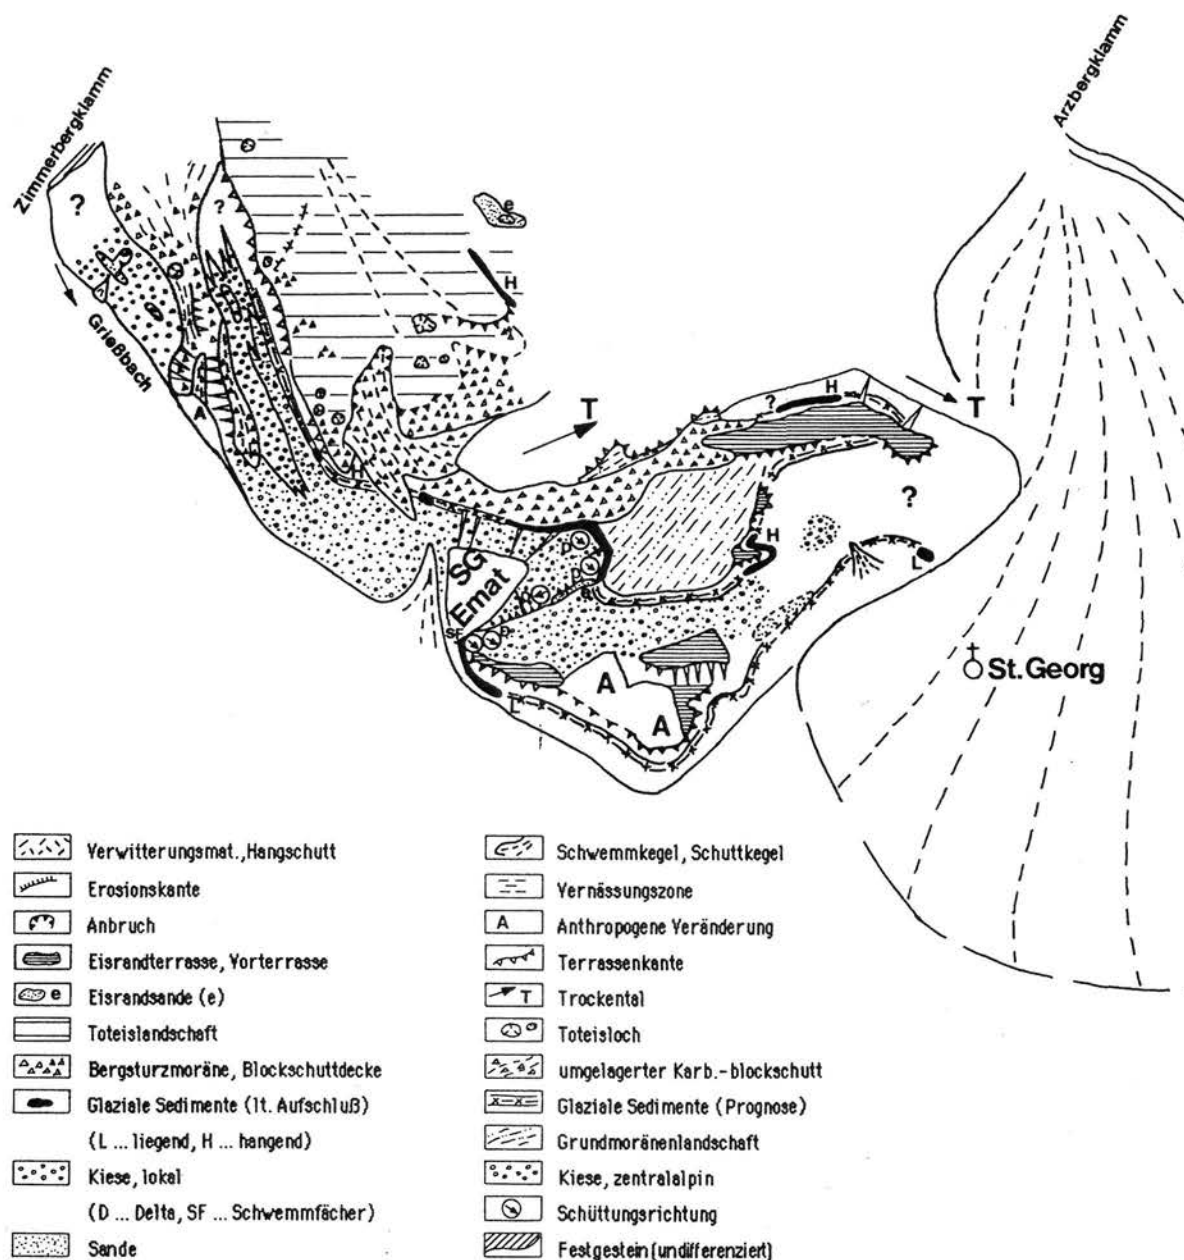 Zimmerbergklamm
Arzbergklamm
?
?
e
H
Grießbach
A
H
T
?
H
T
?
SG
Emat
D
D
H
L
SF
D
St.Georg
A
A
L
Verwitterungsmat.,Hangschutt
Erosionskante
Anbruch
Eisrandterrasse, Vorterrasse
e Eisrandsande (e)
Toteislandschaft
Bergsturzmoräne, Blockschuttdecke
Glaziale Sedimente (lt. Aufschluß)
(L ... liegend, H ... hangend)
Kiese, lokal
(D ... Delta, SF ... Schwemmfächer)
Sande
Schwemmkegel, Schuttkegel
Vernässungszone
A Anthropogene Veränderung
Terrassenkante
T Trockental
Toteisloch
umgelagerter Karb.-blockschutt
Glaziale Sedimente (Prognose)
Grundmoränenlandschaft
Kiese, zentralalpin
Schüttungsrichtung
Festgestein (undifferenziert)